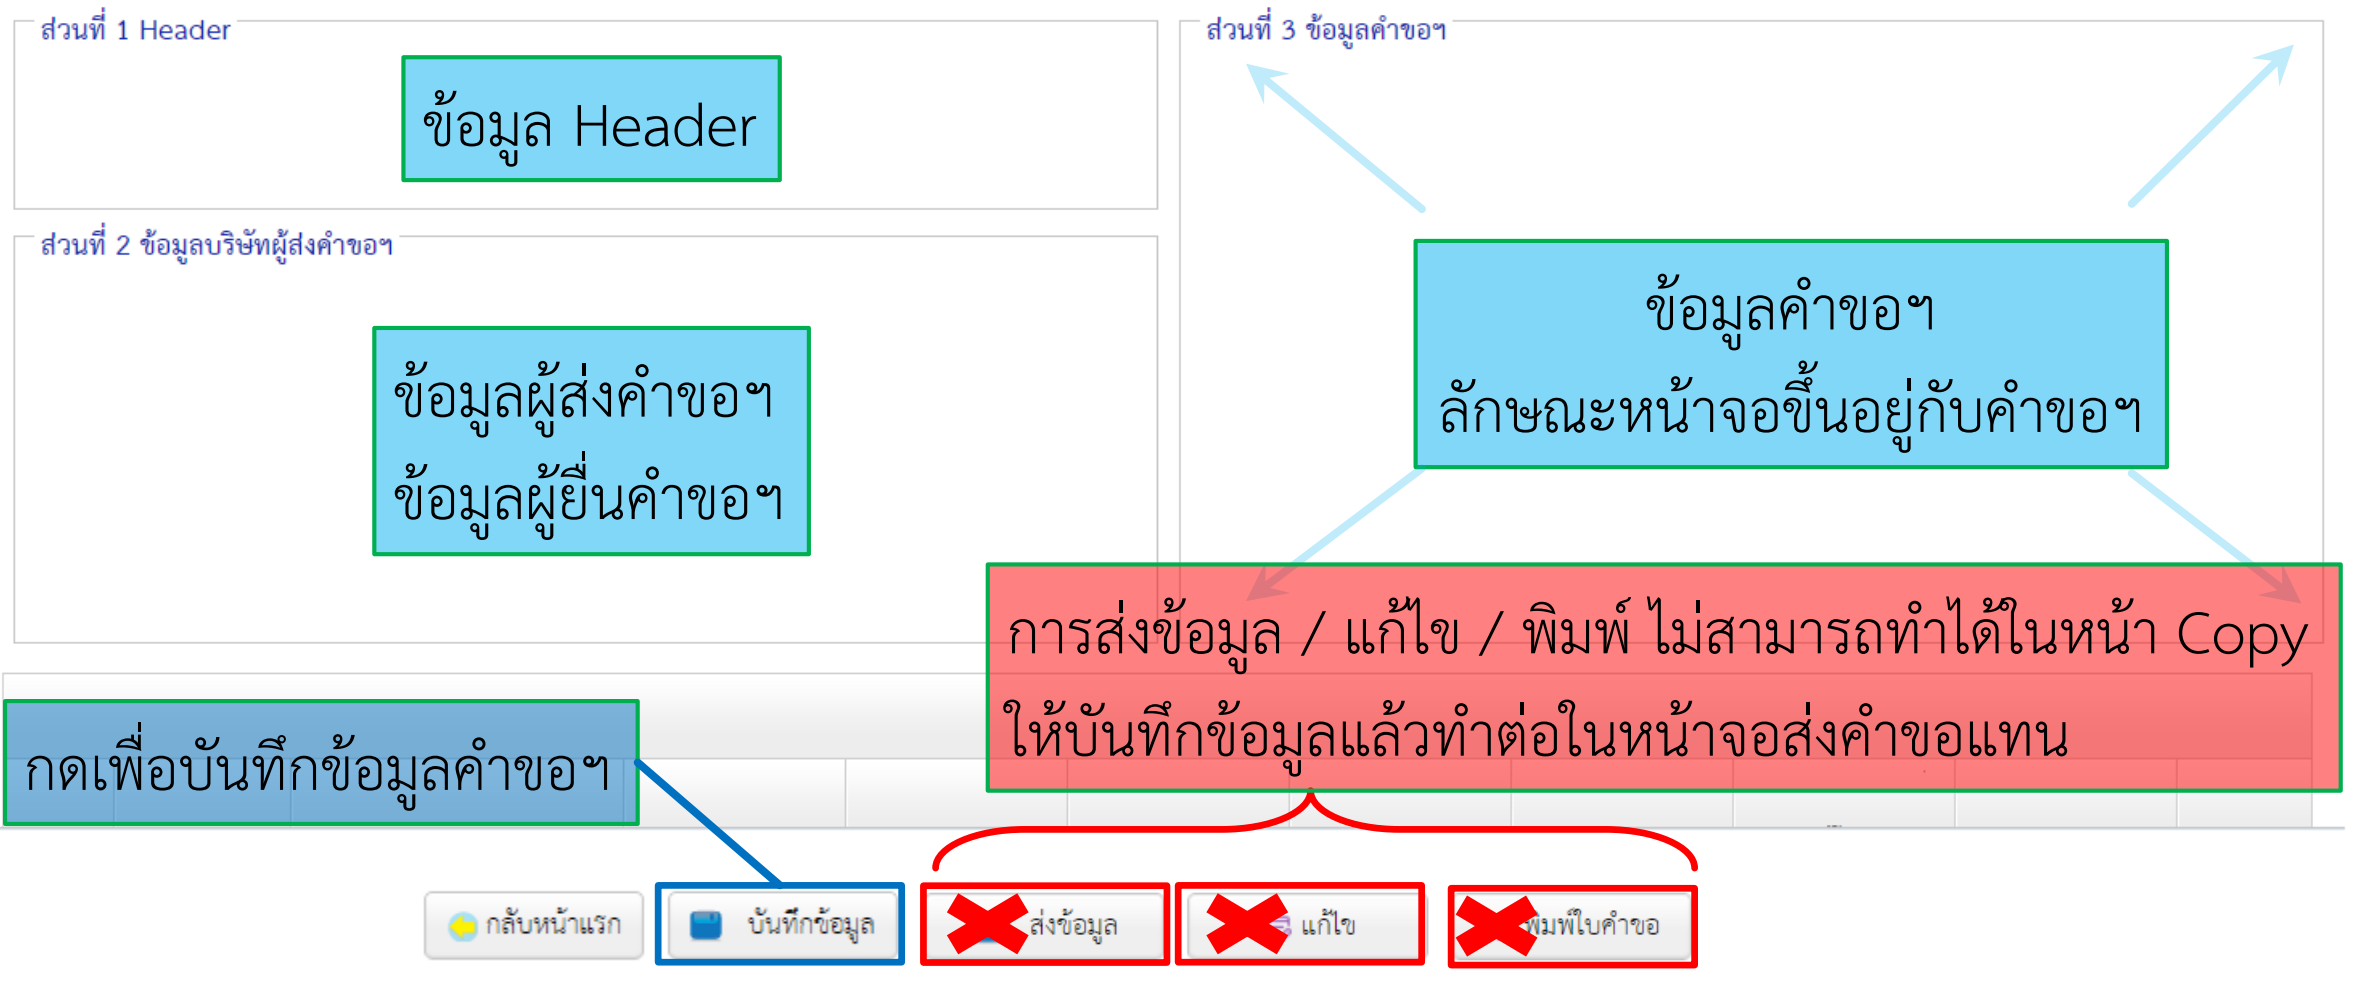 ส่วนที่ 1 Header
ข้อมูล Header
ส่วนที่ 2 ข้อมูลบริษัทผู้ส่งคำขอฯ
ข้อมูลผู้ส่งคำขอฯ
ข้อมูลผู้ยื่นคำขอฯ
ส่วนที่ 3 ข้อมูลคำขอฯ
ข้อมูลคำขอฯ
ลักษณะหน้าจอขึ้นอยู่กับคำขอฯ
การส่งข้อมูล / แก้ไข / พิมพ์ ไม่สามารถทำได้ในหน้า Copy
ให้บันทึกข้อมูลแล้วทำต่อในหน้าจอส่งคำขอแทน
กดเพื่อบันทึกข้อมูลคำขอฯ
กลับหน้าแรก
บันทึกข้อมูล
ส่งข้อมูล
แก้ไข
พิมพ์ใบคำขอ